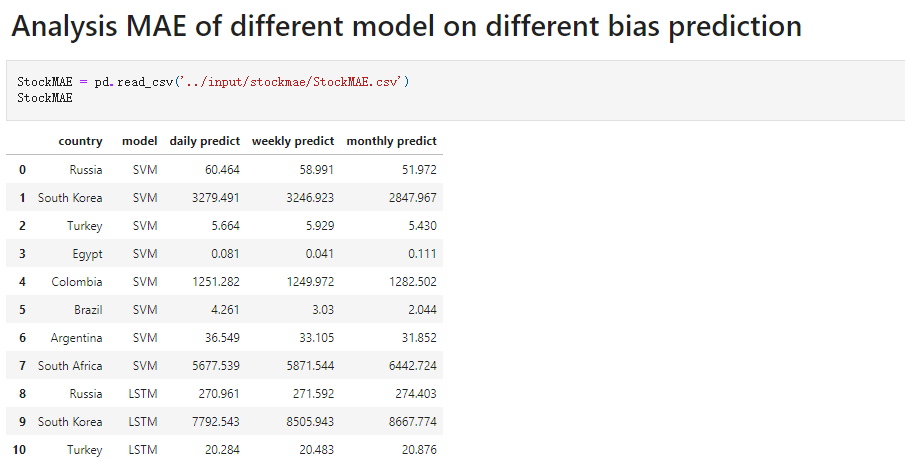 Analysis MAE of different model on different bias prediction
StockMAE = pd.read_csv('../input/stockmae/StockMAE.csv')
StockMAE
country model daily predict weekly predict monthly predict
0 Russia SVM 60.464 58.991 51.972
1 South Korea SVM 3279.491 3246.923 2847.967
2 Turkey SVM 5.664 5.929 5.430
3 Egypt SVM 0.081 0.041 0.111
4 Colombia SVM 1251.282 1249.972 1282.502
5 Brazil SVM 4.261 3.03 2.044
6 Argentina SVM 36.549 33.105 31.852
7 South Africa SVM 5677.539 5871.544 6442.724
8 Russia LSTM 270.961 271.592 274.403
9 South Korea LSTM 7792.543 8505.943 8667.774
10 Turkey LSTM 20.284 20.483 20.876